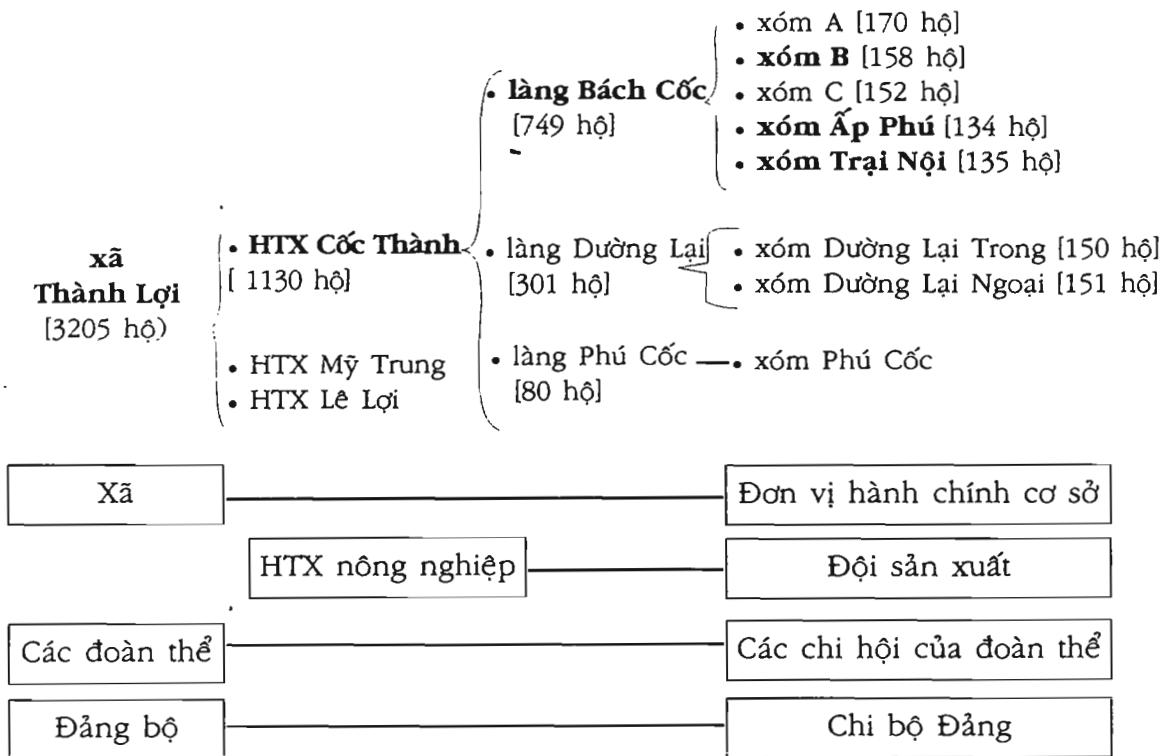 xã
Thành Lợi
[3205 hộ)
• HTX Cốc Thành
[ 1130 hộ]
• HTX Mỹ Trung
• HTX Lê Lợi
• làng Bách Cốc
[749 hộ]
• xóm A [170 hộ]
• xóm B [158 hộ]
• xóm C [152 hộ]
• xóm Ấp Phú [134 hộ]
• xóm Trại Nội [135 hộ]
• làng Dường Lại
[301 hộ]
• xóm Dường Lại Trong [150 hộ]
• xóm Dường Lại Ngoại [151 hộ]
• làng Phú Cốc
[80 hộ]
• xóm Phú Cốc
Xã
Đơn vị hành chính cơ sở
HTX nông nghiệp
Đội sản xuất
Các đoàn thể
Các chi hội của đoàn thể
Đảng bộ
Chi bộ Đảng